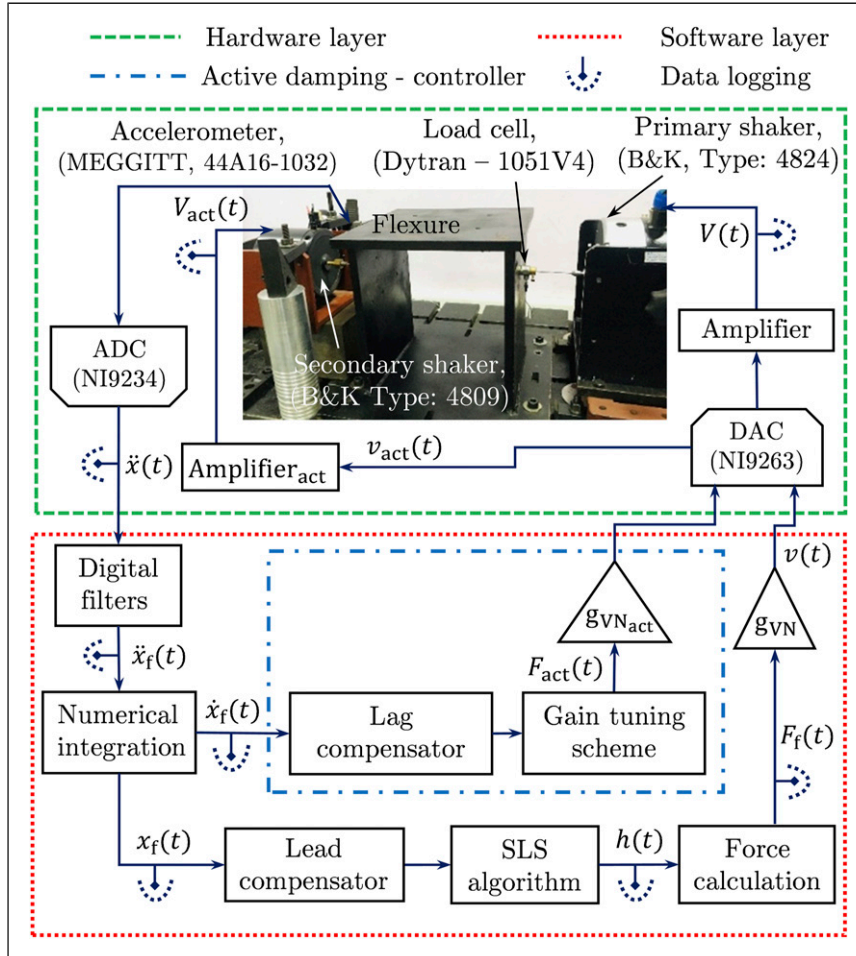 Hardware layer
Software layer
Active damping - controller
Data logging
Accelerometer,
(MEGGITT, 44A16-1032)
Load cell,
(Dytran – 1051V4)
Primary shaker,
(B&K, Type: 4824)
V_act(t)
Flexure
V(t)
ADC
(NI9234)
Amplifier
Secondary shaker,
(B&K Type: 4809)
DAC
(NI9263)
ẍ(t)
Amplifier_act
v_act(t)
Digital
filters
v(t)
g_VN_act
g_VN
ẍ_f(t)
F_act(t)
Numerical
integration
ẋ_f(t)
Lag
compensator
Gain tuning
scheme
F_f(t)
x_f(t)
Lead
compensator
SLS
algorithm
h(t)
Force
calculation